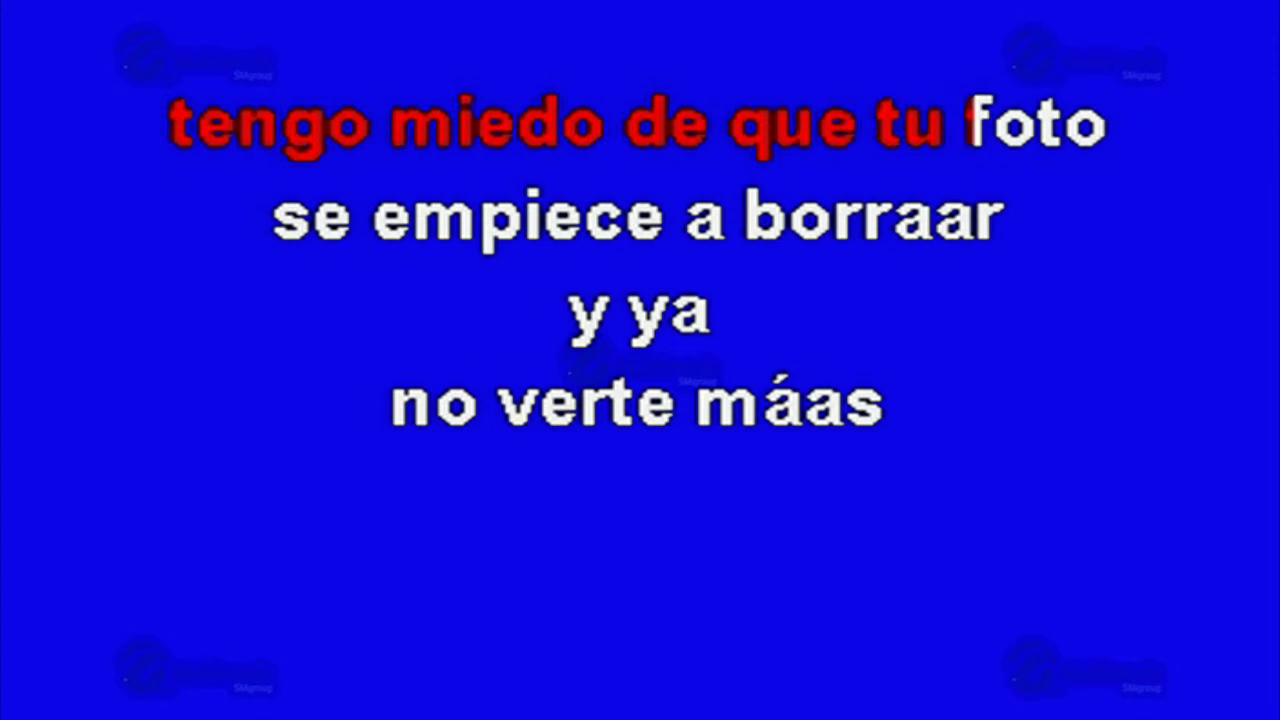 tengo miedo de que tu foto
se empiece a borraar
y ya
no verte máas